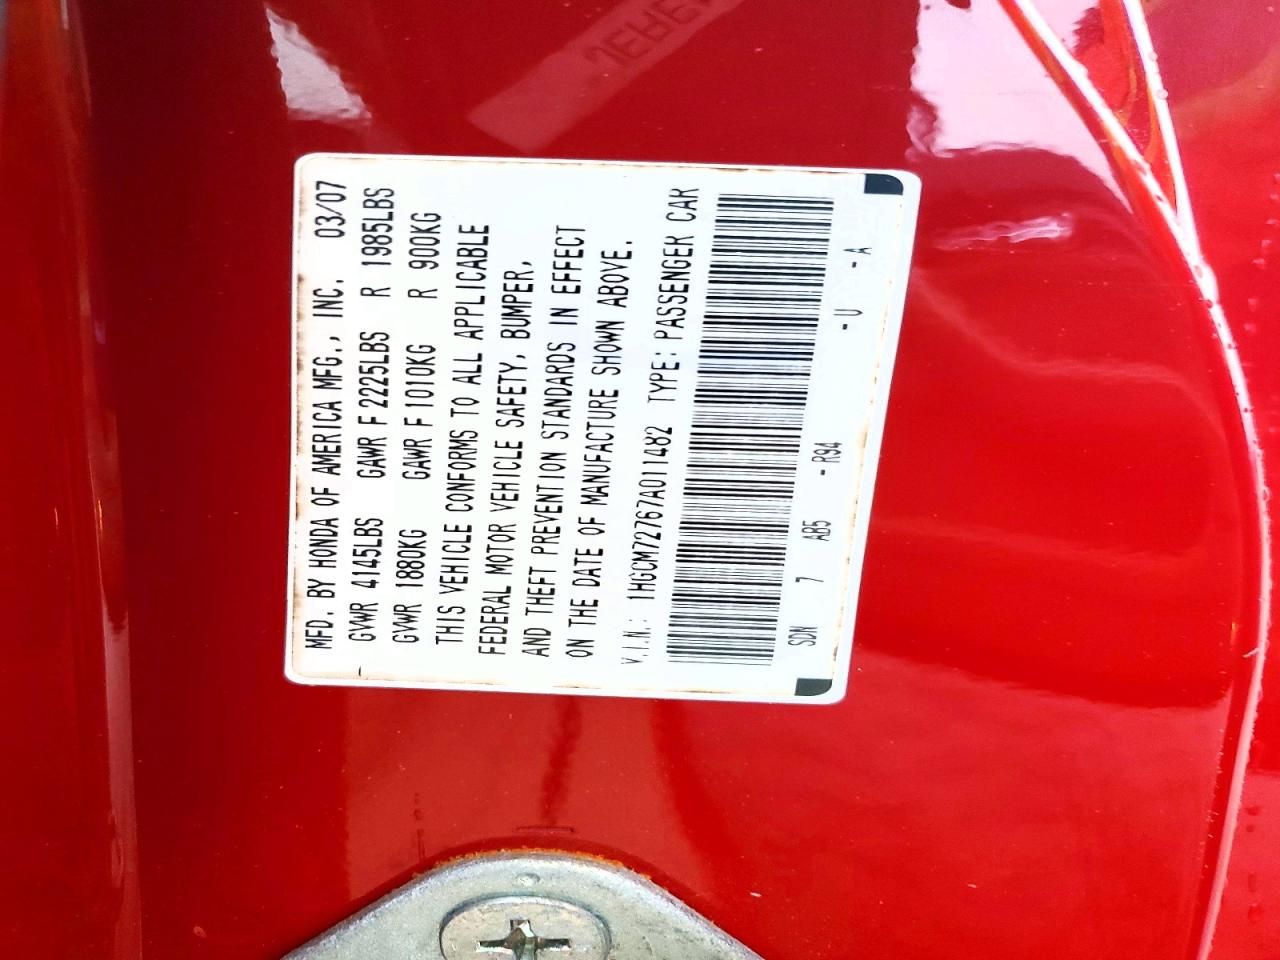 MFD. BY HONDA OF AMERICA MFG., INC. 03/07
GVWR 4145LBS GAWR F 2225LBS R 1985LBS
GVWR 1880KG GAWR F 1010KG R 900KG
THIS VEHICLE CONFORMS TO ALL APPLICABLE
FEDERAL MOTOR VEHICLE SAFETY, BUMPER,
AND THEFT PREVENTION STANDARDS IN EFFECT
ON THE DATE OF MANUFACTURE SHOWN ABOVE.
V.I.N.: 1HGCM72767A011482 TYPE: PASSENGER CAR
SDN 7 AB5 - R94 - U - A